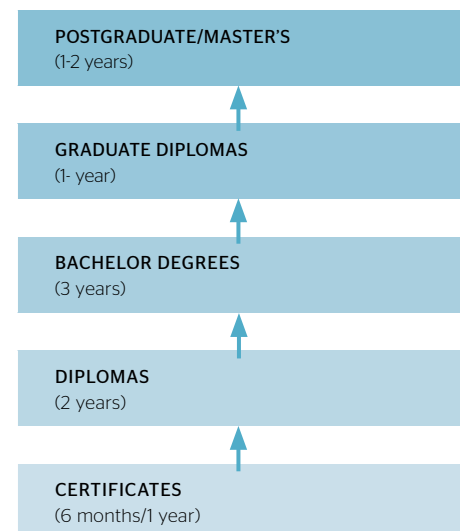 POSTGRADUATE/MASTER'S
(1-2 years)
GRADUATE DIPLOMAS
(1- year)
BACHELOR DEGREES
(3 years)
DIPLOMAS
(2 years)
CERTIFICATES
(6 months/1 year)